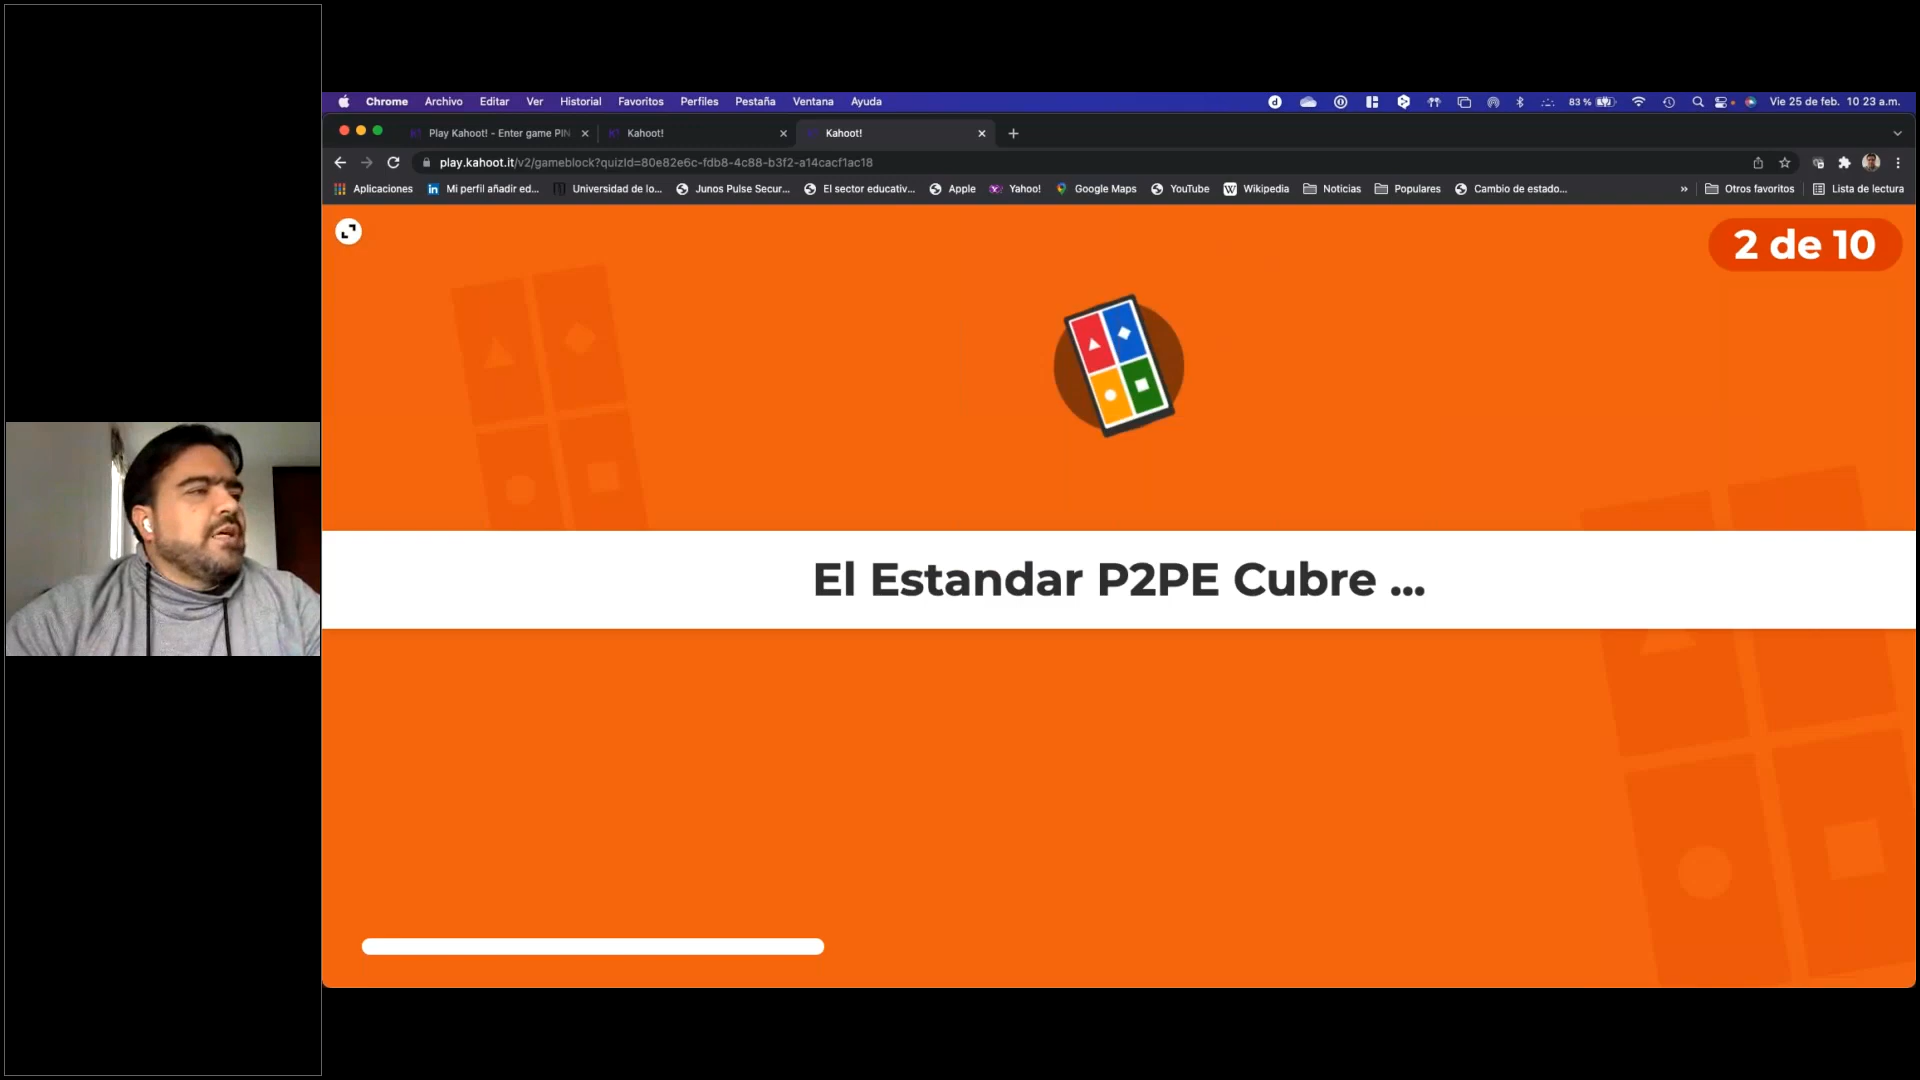 Chrome Archivo Editar Ver Historial Favoritos Perfiles Pestaña Ventana Ayuda 83 % Vie 25 de feb. 10 23 a.m.
Play Kahoot! - Enter game PIN Kahoot! Kahoot!
play.kahoot.it/v2/gameblock?quizId=80e82e6c-fdb8-4c88-b3f2-a14cacf1ac18
Aplicaciones Mi perfil añadir ed... Universidad de lo... Junos Pulse Secur... El sector educativ... Apple Yahoo! Google Maps YouTube Wikipedia Noticias Populares Cambio de estado... » Otros favoritos Lista de lectura
2 de 10
El Estandar P2PE Cubre ...